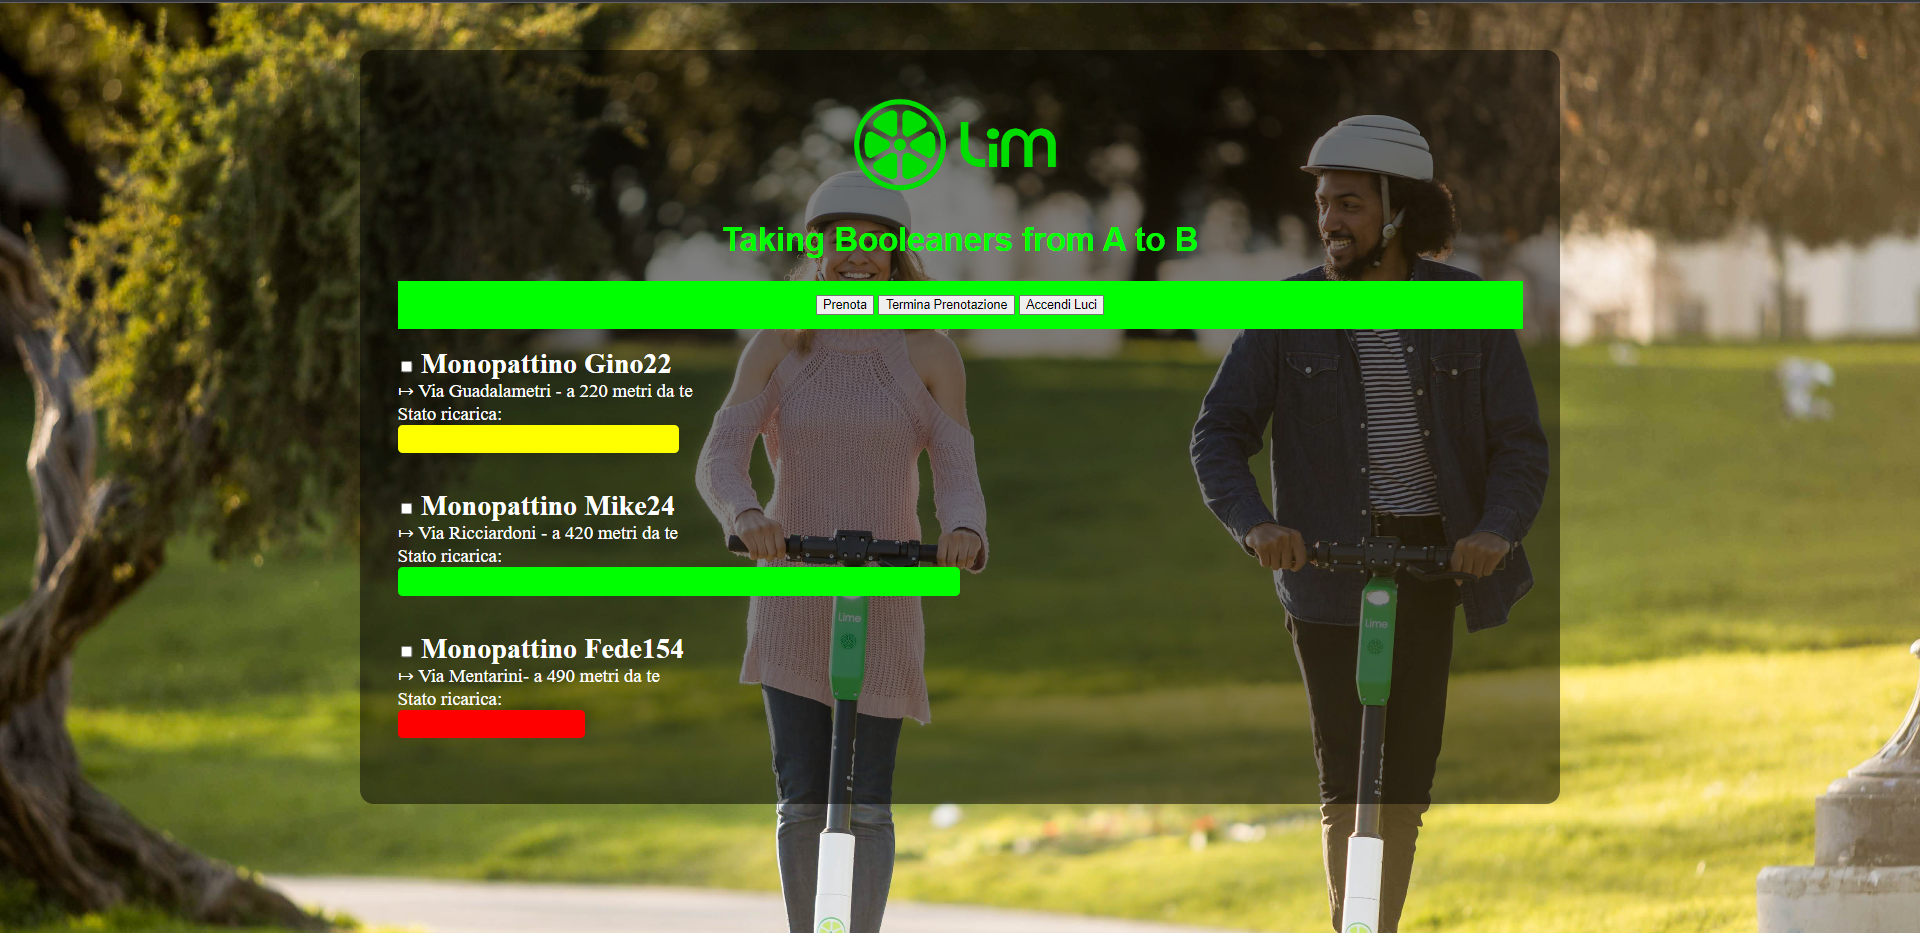 Lim
Taking Booleaners from A to B
Prenota Termina Prenotazione Accendi Luci
Monopattino Gino22
↦ Via Guadalametri - a 220 metri da te
Stato ricarica:
Monopattino Mike24
↦ Via Ricciardoni - a 420 metri da te
Stato ricarica:
Lime
Lime
Monopattino Fede154
↦ Via Mentarini- a 490 metri da te
Stato ricarica: